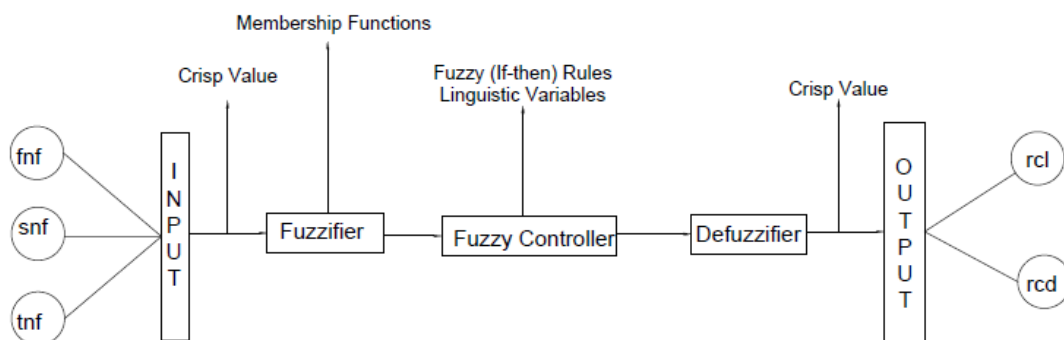 Membership Functions
Crisp Value
Fuzzy (If-then) Rules
Linguistic Variables
Crisp Value
fnf
snf
tnf
INPUT
Fuzzifier
Fuzzy Controller
Defuzzifier
OUTPUT
rcl
rcd